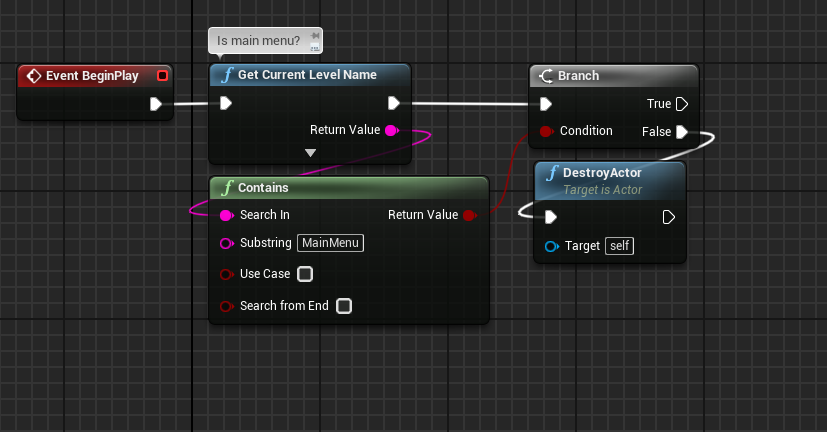 Is main menu?
Event BeginPlay
f Get Current Level Name
Return Value
Branch
True
Condition
False
f Contains
Search In
Return Value
Substring MainMenu
Use Case
Search from End
f DestroyActor
Target is Actor
Target self